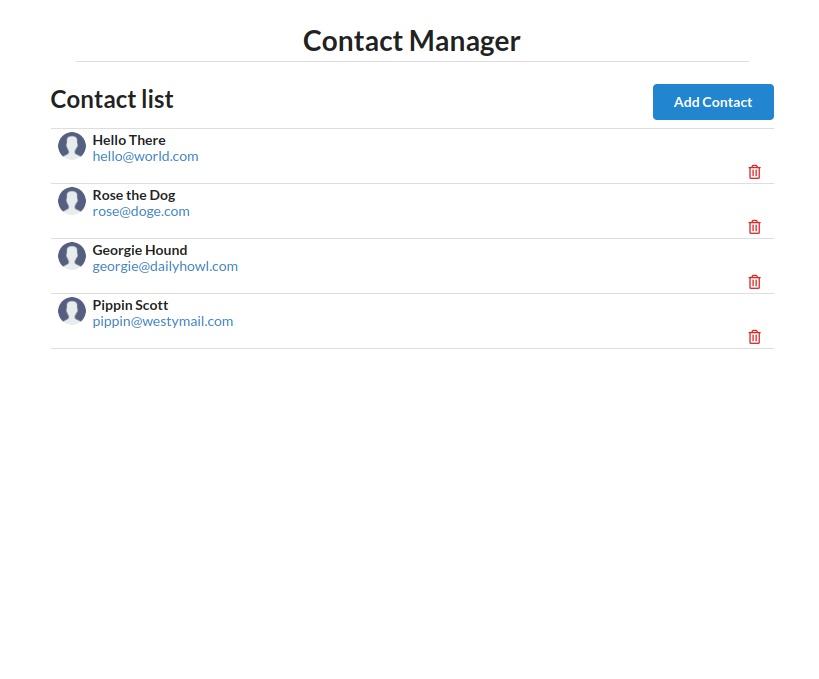 Contact Manager
Contact list
Add Contact
Hello There
hello@world.com
Rose the Dog
rose@doge.com
Georgie Hound
georgie@dailyhowl.com
Pippin Scott
pippin@westymail.com